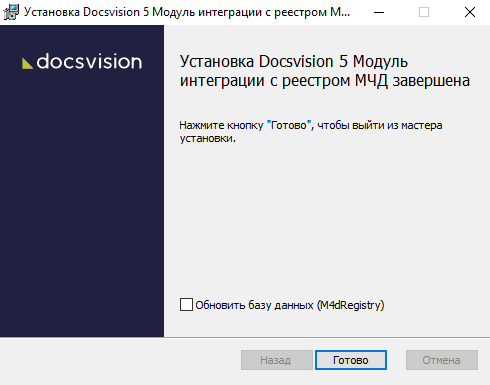 Установка Docsvision 5 Модуль интеграции с реестром М...
docsvision
Установка Docsvision 5 Модуль
интеграции с реестром МЧД завершена
Нажмите кнопку "Готово", чтобы выйти из мастера
установки.
Обновить базу данных (M4dRegistry)
Назад
Готово
Отмена